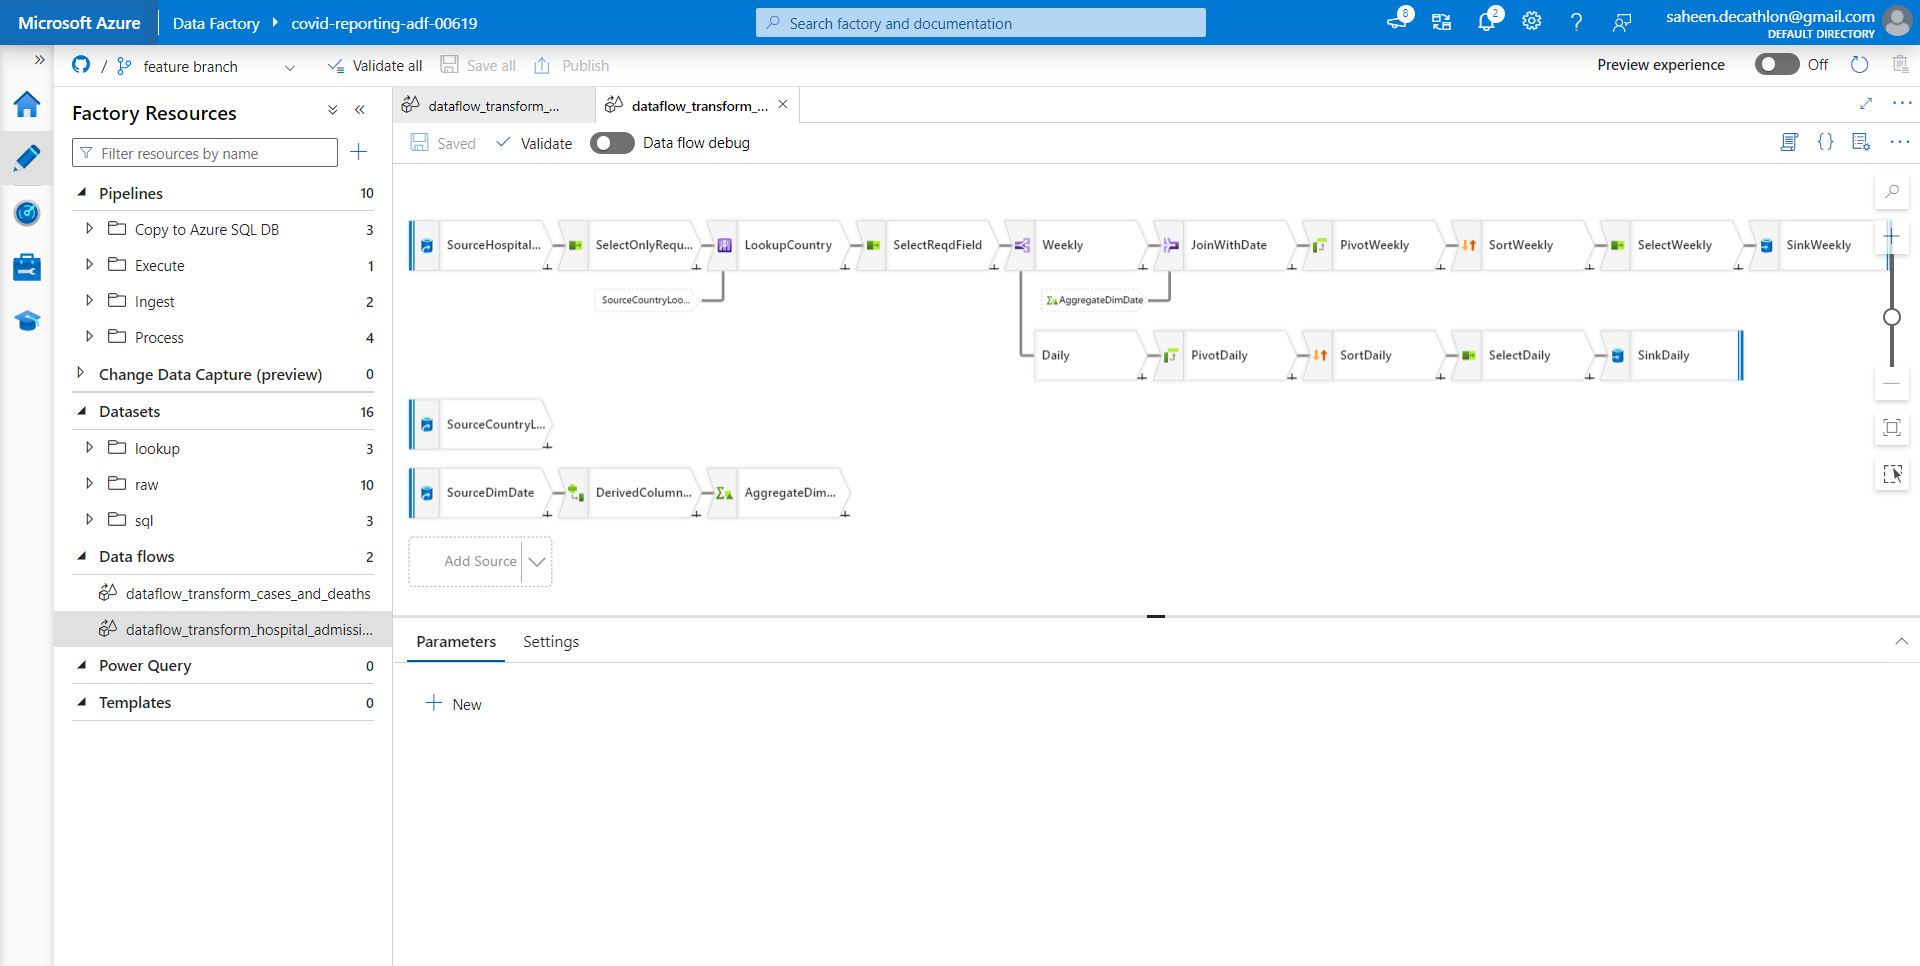 Microsoft Azure
Data Factory
covid-reporting-adf-00619
Search factory and documentation
8
2
saheen.decathlon@gmail.com
DEFAULT DIRECTORY
/
feature branch
Validate all
Save all
Publish
Preview experience
Off
Factory Resources
Filter resources by name
Pipelines 10
Copy to Azure SQL DB 3
Execute 1
Ingest 2
Process 4
Change Data Capture (preview) 0
Datasets 16
lookup 3
raw 10
sql 3
Data flows 2
dataflow_transform_cases_and_deaths
dataflow_transform_hospital_admissi...
Power Query 0
Templates 0
dataflow_transform_...
dataflow_transform_...
Saved
Validate
Data flow debug
SourceHospital...
SelectOnlyRequ...
LookupCountry
SelectReqdField
Weekly
JoinWithDate
PivotWeekly
SortWeekly
SelectWeekly
SinkWeekly
SourceCountryLoo...
AggregateDimDate
Daily
PivotDaily
SortDaily
SelectDaily
SinkDaily
SourceCountryL...
SourceDimDate
DerivedColumn...
AggregateDim...
Add Source
Parameters
Settings
New